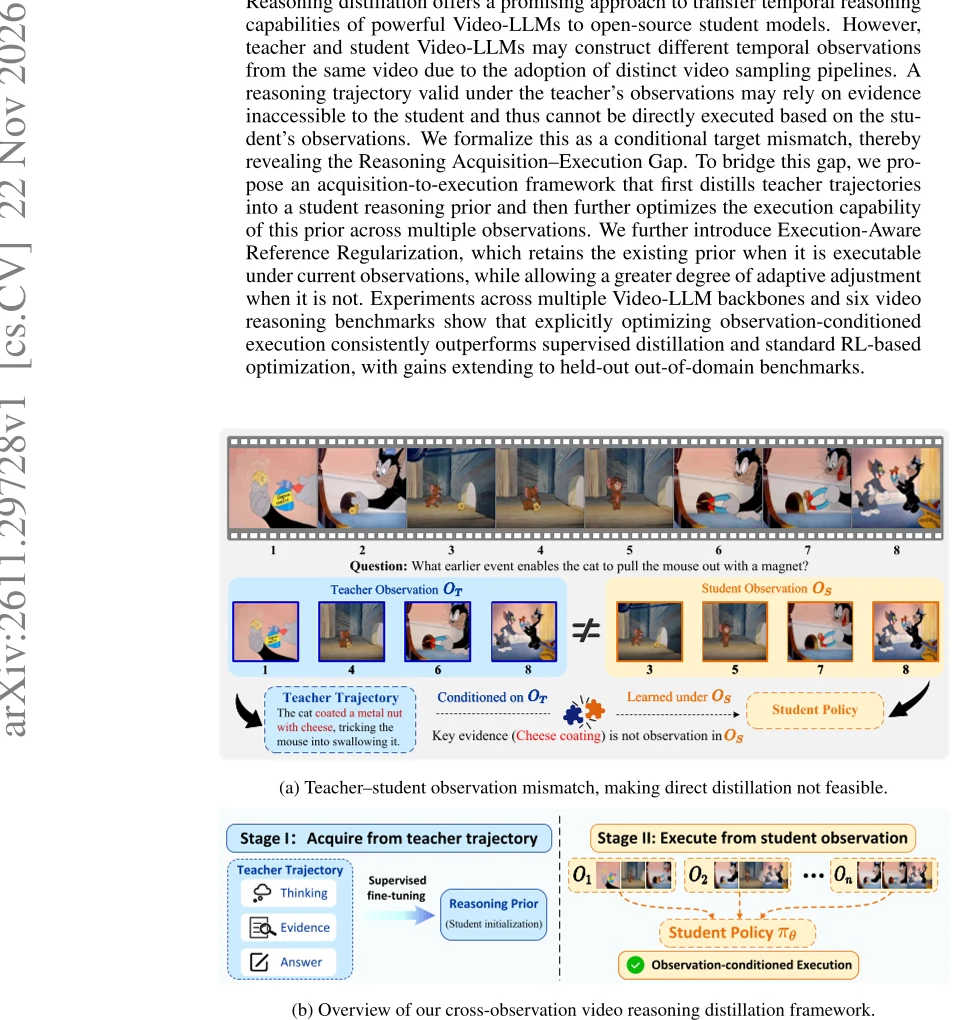 Reasoning distillation offers a promising approach to transfer temporal reasoning
capabilities of powerful Video-LLMs to open-source student models. However,
teacher and student Video-LLMs may construct different temporal observations
from the same video due to the adoption of distinct video sampling pipelines. A
reasoning trajectory valid under the teacher's observations may rely on evidence
inaccessible to the student and thus cannot be directly executed based on the stu-
dent's observations. We formalize this as a conditional target mismatch, thereby
revealing the Reasoning Acquisition–Execution Gap. To bridge this gap, we pro-
pose an acquisition-to-execution framework that first distills teacher trajectories
into a student reasoning prior and then further optimizes the execution capability
of this prior across multiple observations. We further introduce Execution-Aware
Reference Regularization, which retains the existing prior when it is executable
under current observations, while allowing a greater degree of adaptive adjustment
when it is not. Experiments across multiple Video-LLM backbones and six video
reasoning benchmarks show that explicitly optimizing observation-conditioned
execution consistently outperforms supervised distillation and standard RL-based
optimization, with gains extending to held-out out-of-domain benchmarks.
arXiv:2611.29728v1 [cs.CV] 22 Nov 2026
1 2 3 4 5 6 7 8
Question: What earlier event enables the cat to pull the mouse out with a magnet?
Teacher Observation O_T
1 4 6 8
≠
Student Observation O_S
3 5 7 8
Teacher Trajectory
The cat coated a metal nut
with cheese, tricking the
mouse into swallowing it.
Conditioned on O_T
Learned under O_S
Key evidence (Cheese coating) is not observation in O_S
Student Policy
(a) Teacher–student observation mismatch, making direct distillation not feasible.
Stage I: Acquire from teacher trajectory
Teacher Trajectory
Thinking
Evidence
Answer
Supervised
fine-tuning
Reasoning Prior
(Student initialization)
Stage II: Execute from student observation
O_1 O_2 ··· O_n
Student Policy π_θ
Observation-conditioned Execution
(b) Overview of our cross-observation video reasoning distillation framework.